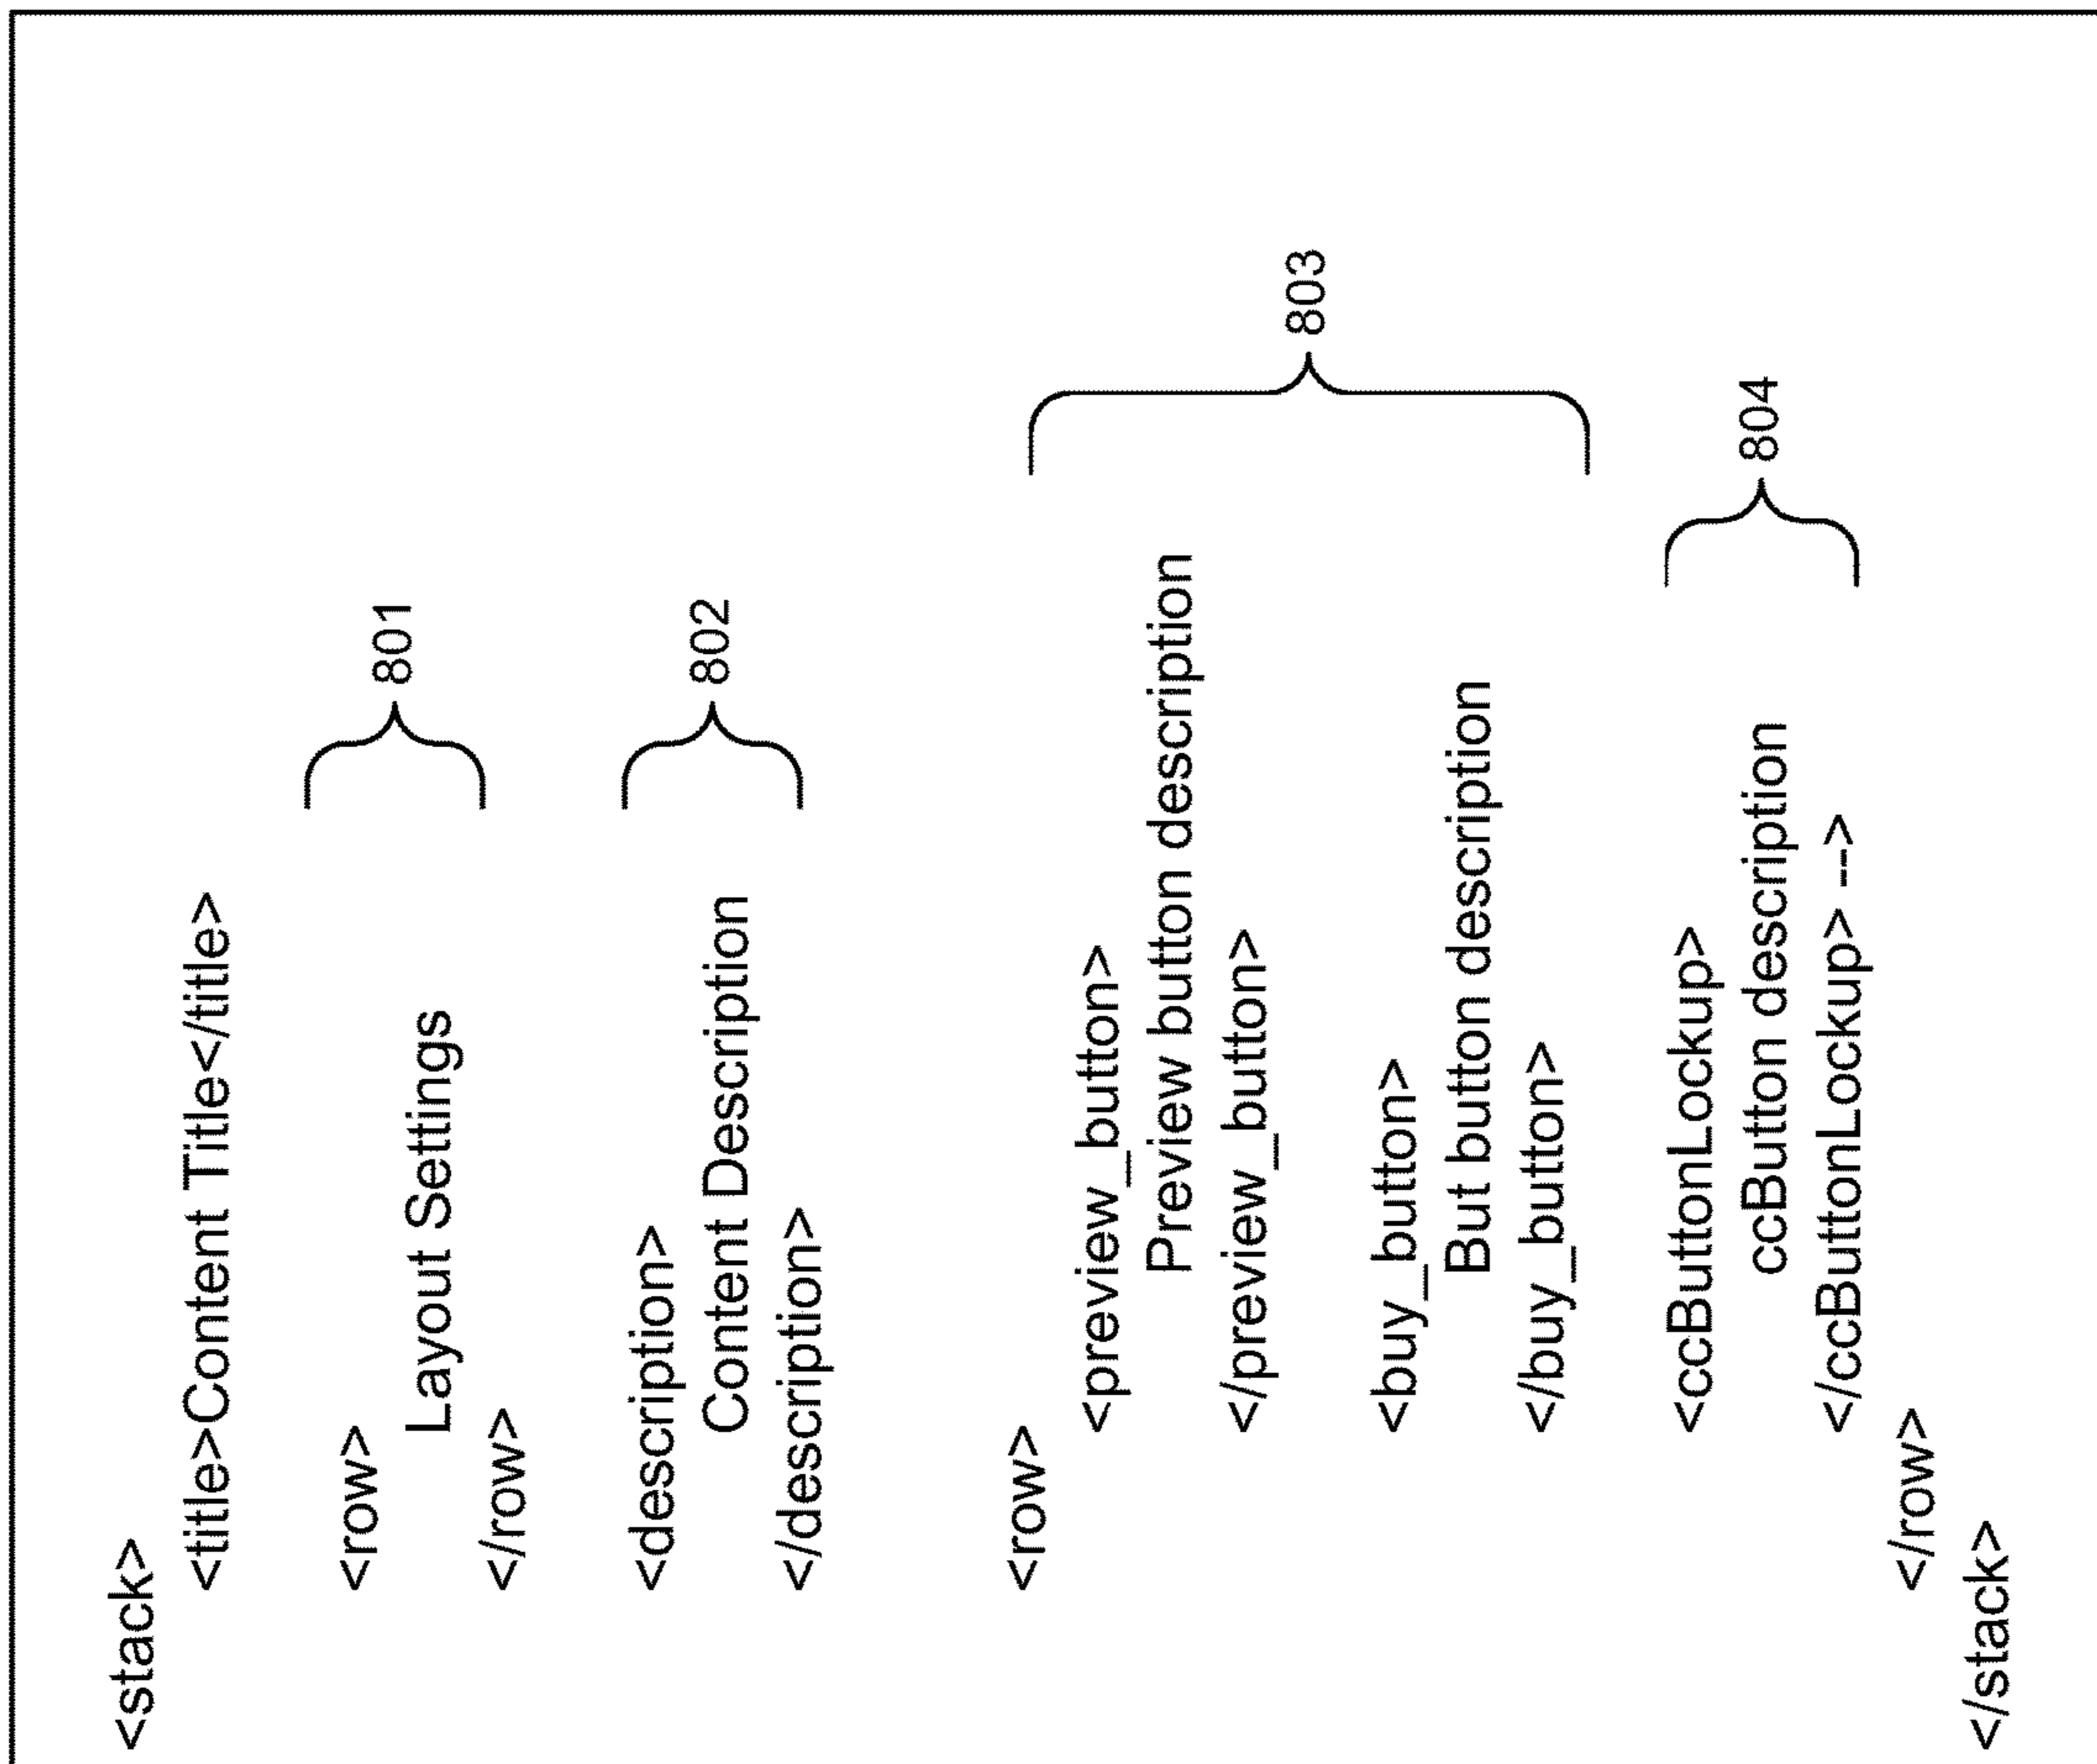 <stack>
<title>Content Title</title>
<row>
Layout Settings
</row>
801
<description>
Content Description
</description>
802
<row>
<preview_button>
Preview button description
</preview_button>
<buy_button>
But button description
</buy_button>
803
<ccButtonLockup>
ccButton description
</ccButtonLockup> -->
804
</row>
</stack>